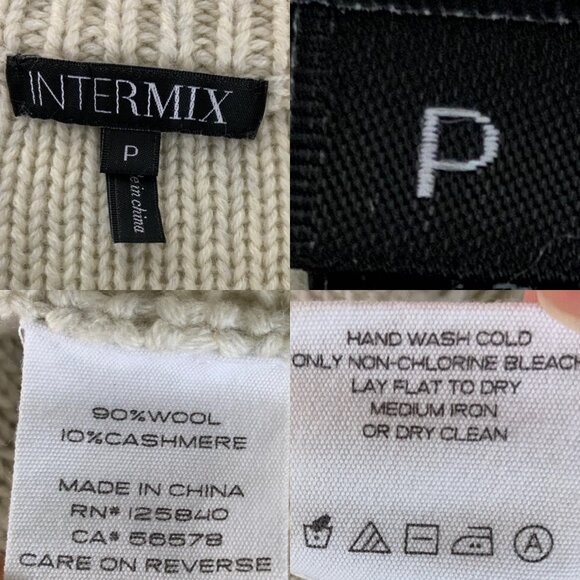 INTERMIX
P
e in china
P
90%WOOL
10%CASHMERE
MADE IN CHINA
RN# 125840
CA# 56578
CARE ON REVERSE
HAND WASH COLD
ONLY NON-CHLORINE BLEACH
LAY FLAT TO DRY
MEDIUM IRON
OR DRY CLEAN
A